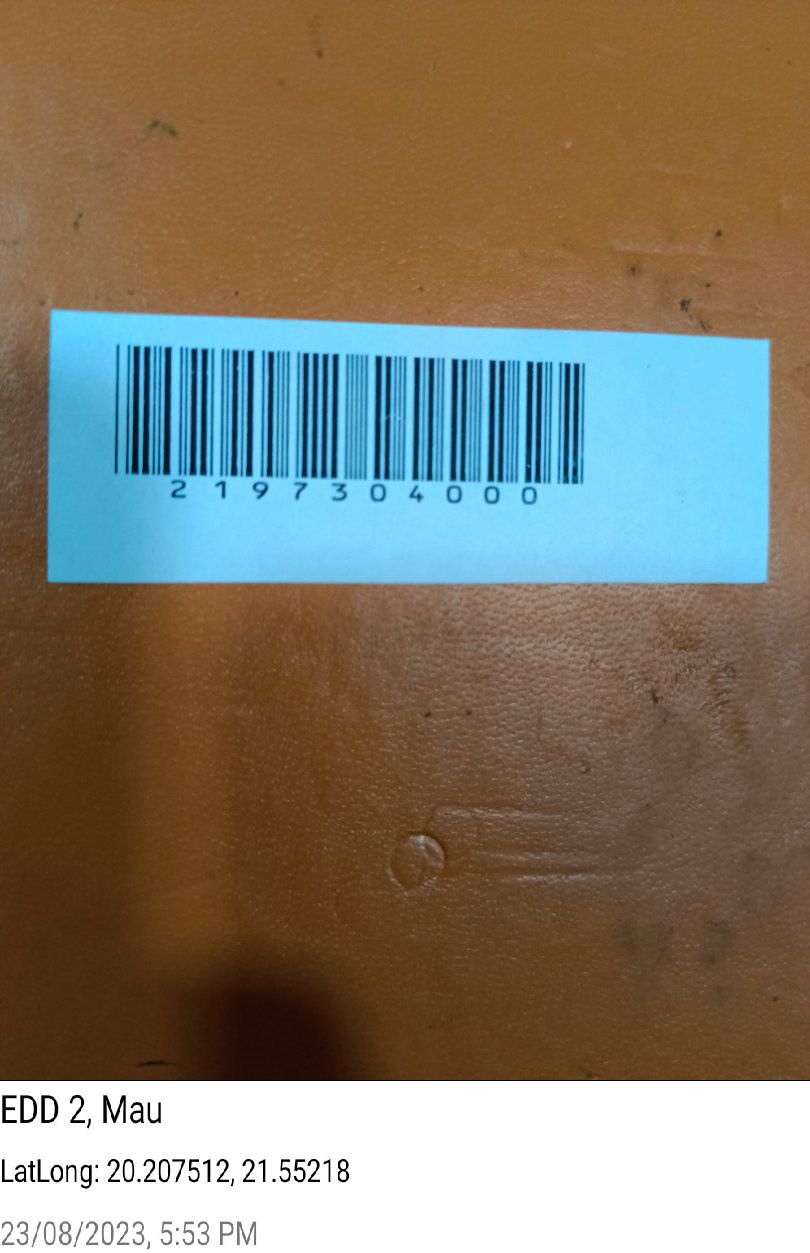 2197304000
EDD 2, Mau
LatLong: 20.207512, 21.55218
23/08/2023, 5:53 PM